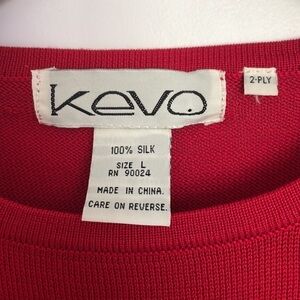 kevo.
2-PLY
100% SILK
SIZE L
RN 90024
MADE IN CHINA.
CARE ON REVERSE.